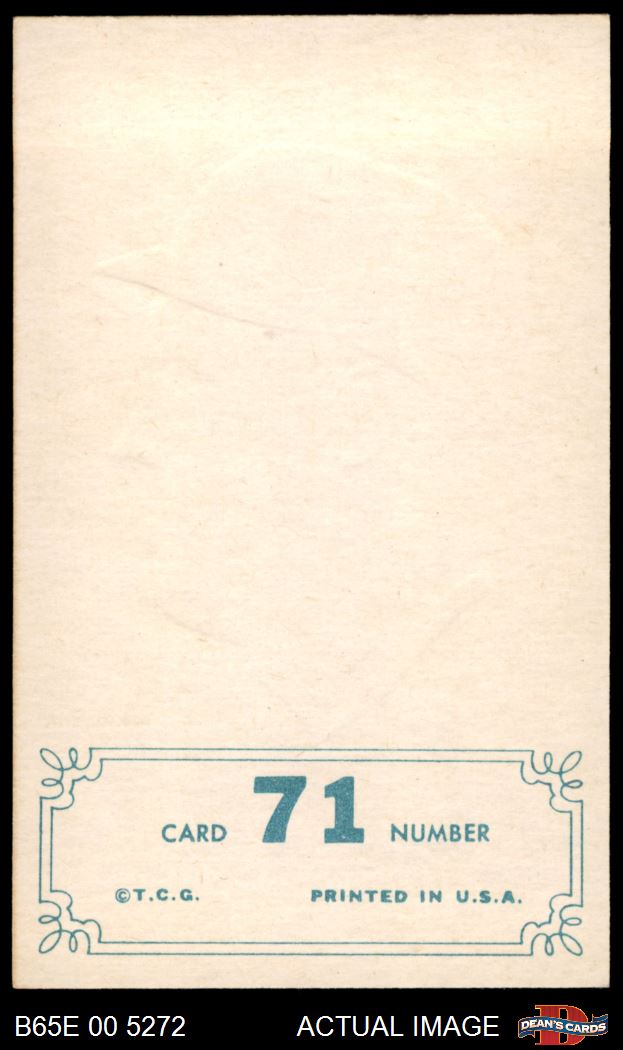 CARD 71 NUMBER
©T.C.G. PRINTED IN U.S.A.
B65E 00 5272 ACTUAL IMAGE DEAN'S CARDS